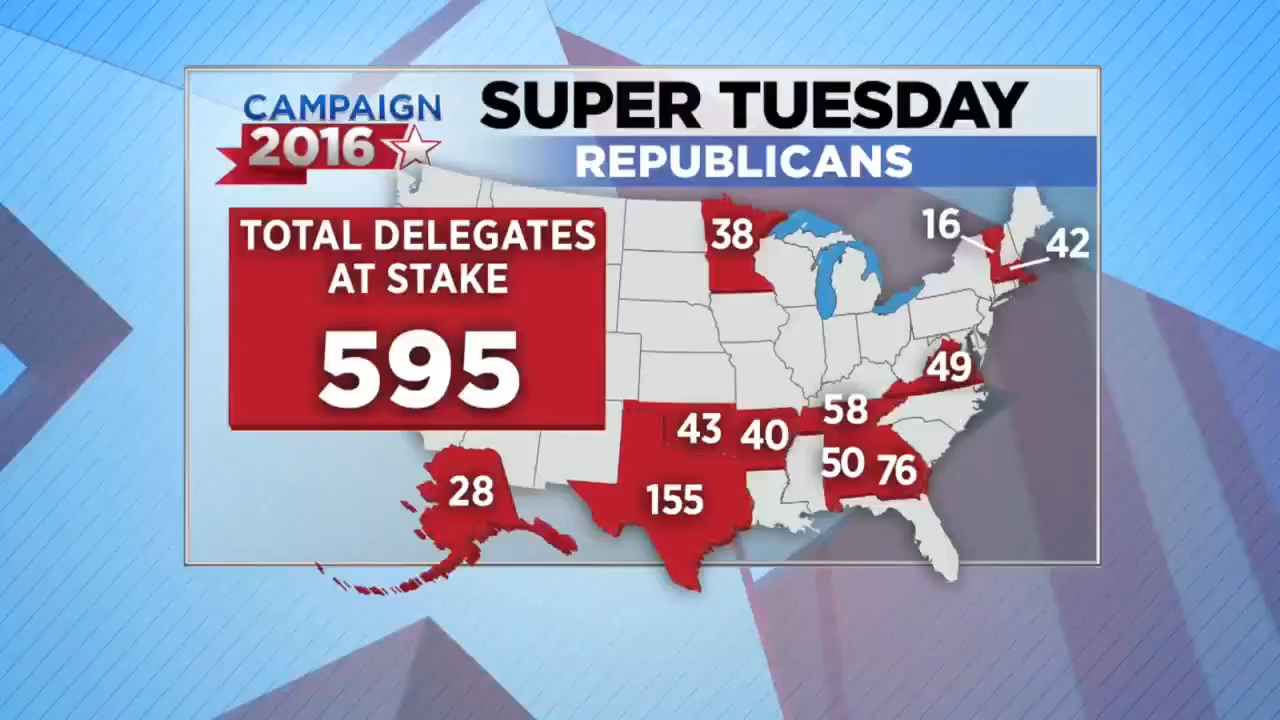 CAMPAIGN
2016
SUPER TUESDAY
REPUBLICANS
TOTAL DELEGATES
AT STAKE
595
38
16
42
49
58
43
40
50
76
28
155